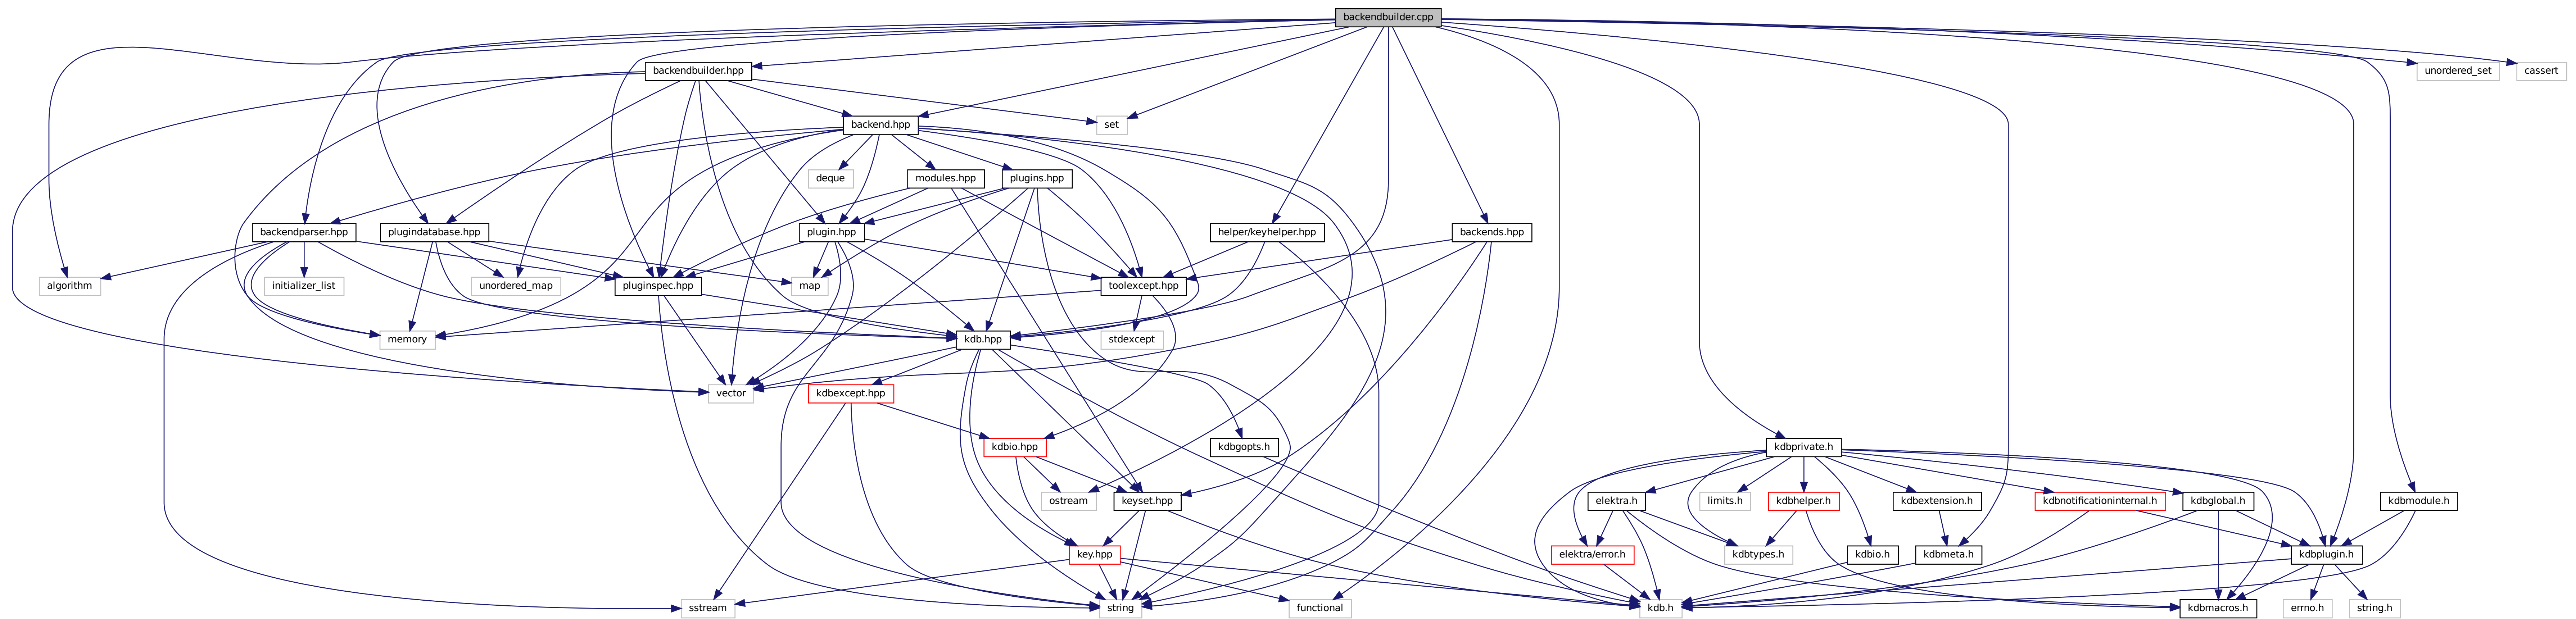 backendbuilder.cpp
backendbuilder.hpp
unordered_set
cassert
backend.hpp
set
deque
modules.hpp
plugins.hpp
backendparser.hpp
plugindatabase.hpp
plugin.hpp
helper/keyhelper.hpp
backends.hpp
algorithm
initializer_list
unordered_map
pluginspec.hpp
map
toolexcept.hpp
memory
kdb.hpp
stdexcept
vector
kdbexcept.hpp
kdbio.hpp
kdbgopts.h
kdbprivate.h
ostream
keyset.hpp
elektra.h
limits.h
kdbhelper.h
kdbextension.h
kdbnotificationinternal.h
kdbglobal.h
kdbmodule.h
key.hpp
elektra/error.h
kdbtypes.h
kdbio.h
kdbmeta.h
kdbplugin.h
sstream
string
functional
kdb.h
kdbmacros.h
errno.h
string.h